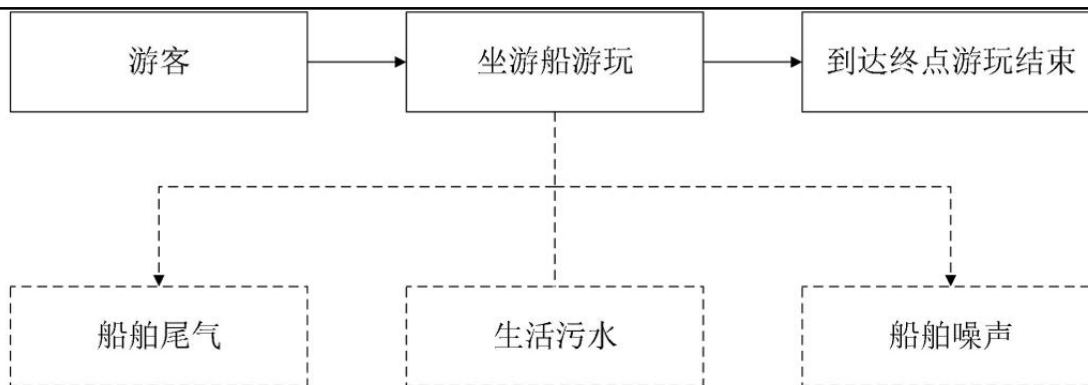 游客
坐游船游玩
到达终点游玩结束
船舶尾气
生活污水
船舶噪声